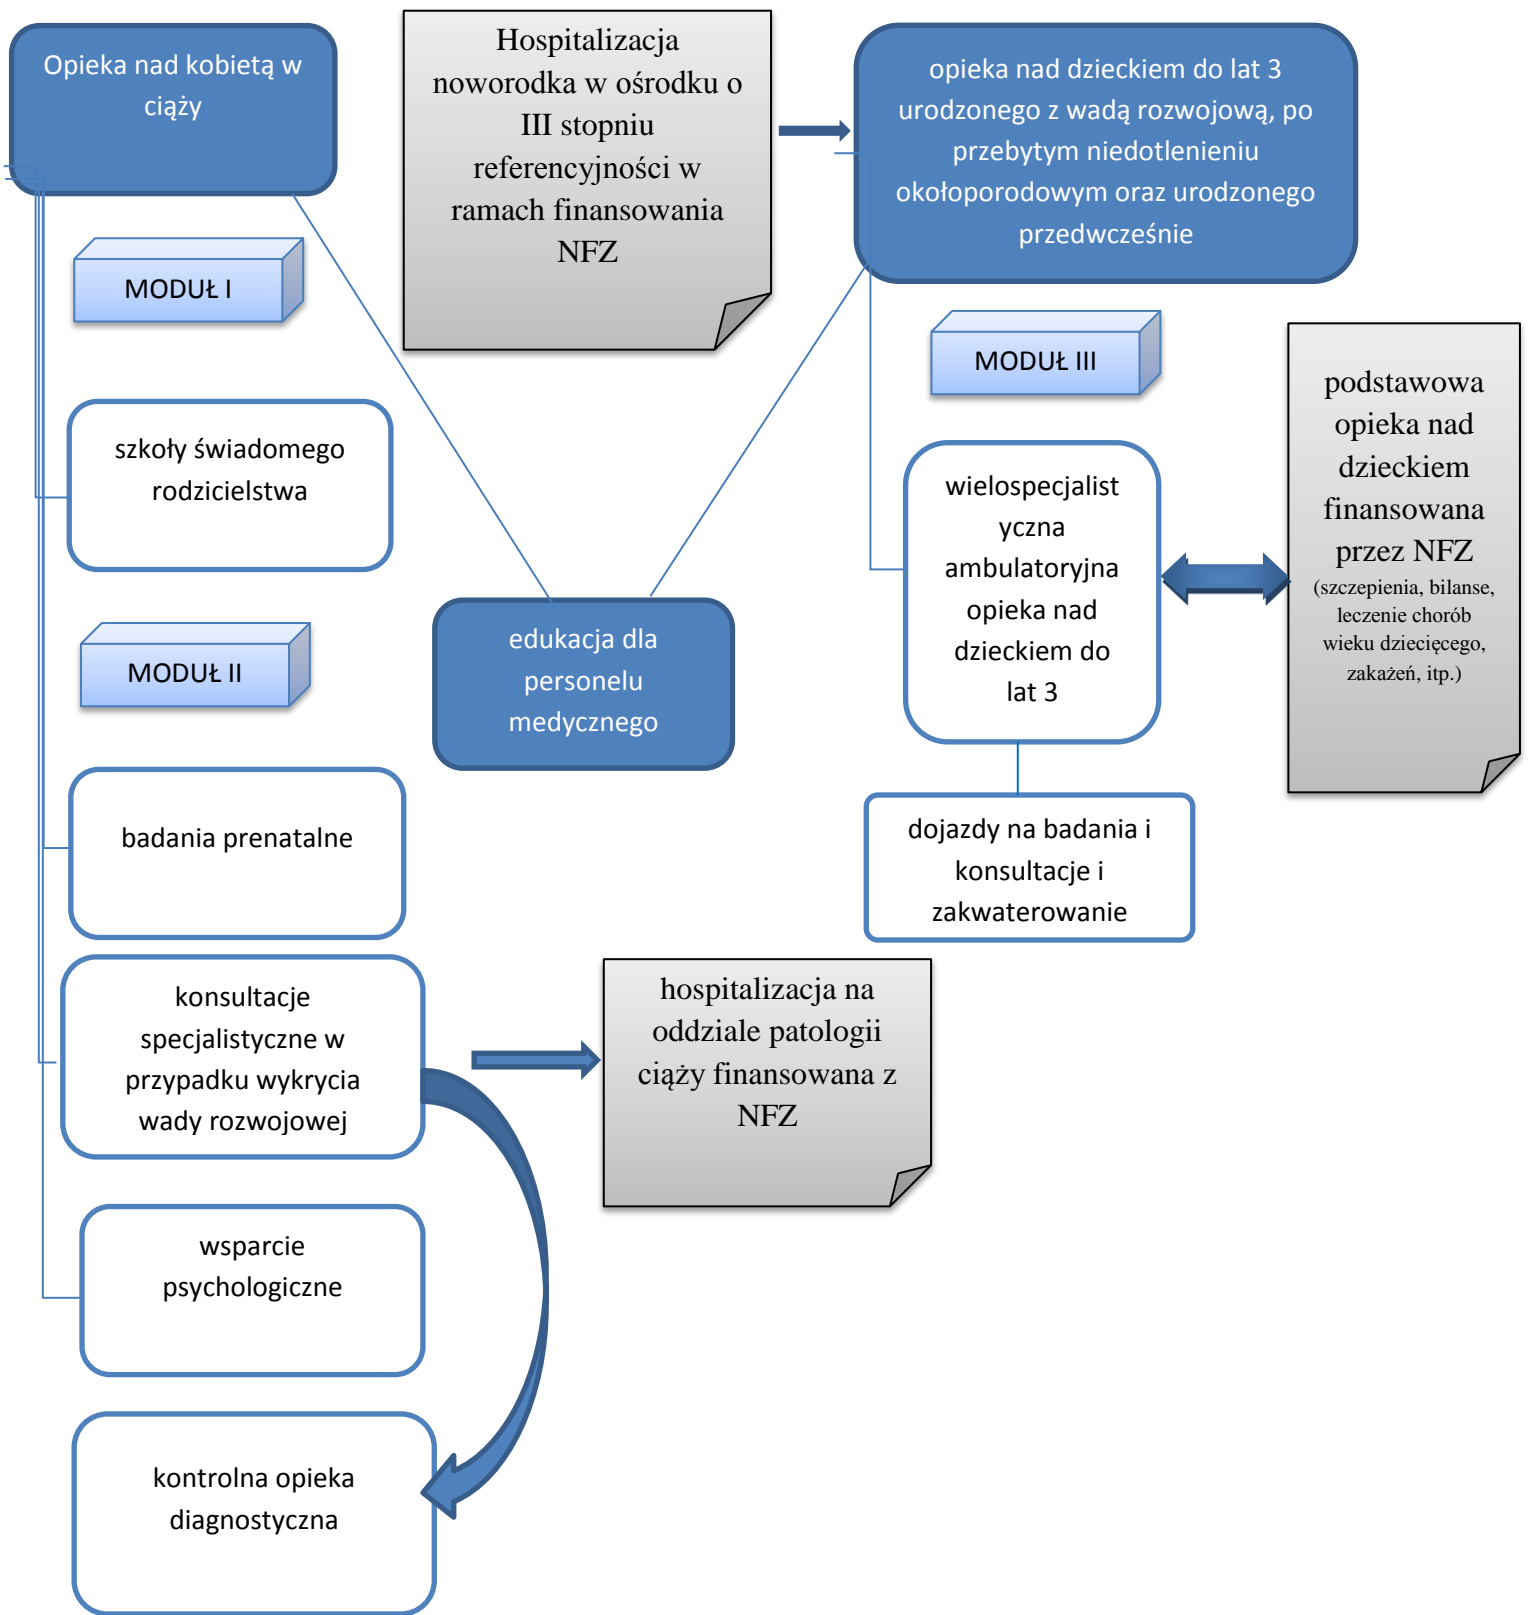 Opieka nad kobietą w
ciąży
Hospitalizacja
noworodka w ośrodku o
III stopniu
referencyjności w
ramach finansowania
NFZ
opieka nad dzieckiem do lat 3
urodzonego z wadą rozwojową, po
przebytym niedotlenieniu
okołoporodowym oraz urodzonego
przedwcześnie
MODUŁ I
MODUŁ III
szkoły świadomego
rodzicielstwa
wielospecjalist
yczna
ambulatoryjna
opieka nad
dzieckiem do
lat 3
podstawowa
opieka nad
dzieckiem
finansowana
przez NFZ
(szczepienia, bilanse,
leczenie chorób
wieku dziecięcego,
zakażeń, itp.)
MODUŁ II
edukacja dla
personelu
medycznego
badania prenatalne
dojazdy na badania i
konsultacje i
zakwaterowanie
konsultacje
specjalistyczne w
przypadku wykrycia
wady rozwojowej
hospitalizacja na
oddziale patologii
ciąży finansowana z
NFZ
wsparcie
psychologiczne
kontrolna opieka
diagnostyczna